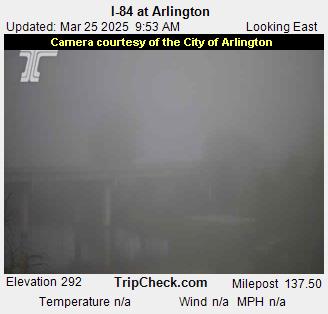 I-84 at Arlington
Updated: Mar 25 2025 9:53 AM Looking East
Camera courtesy of the City of Arlington
Elevation 292 TripCheck.com Milepost 137.50
Temperature n/a Wind n/a MPH n/a